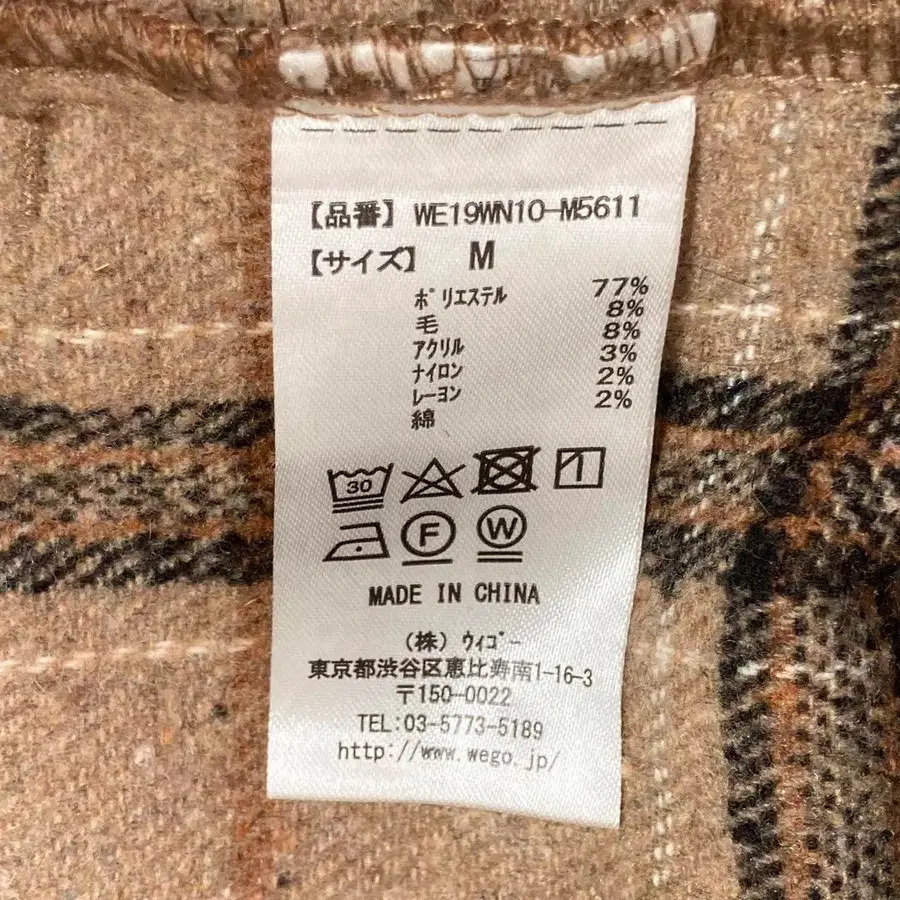 【品番】 WE19WN10-M5611
【サイズ】 M
ポリエステル 77%
毛 8%
アクリル 8%
ナイロン 3%
レーヨン 2%
綿 2%
30
F W
MADE IN CHINA
(株) ウィゴー
東京都渋谷区恵比寿南1-16-3
〒150-0022
TEL:03-5773-5189
http://www.wego.jp/